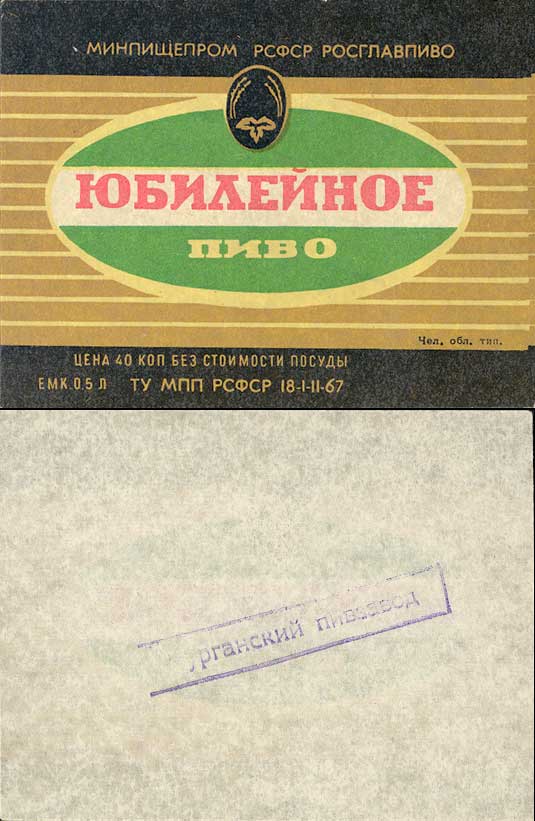 МИНПИЩЕПРОМ РСФСР РОСГЛАВПИВО
ЮБИЛЕЙНОЕ
ПИВО
Чел. обл. тип.
ЦЕНА 40 КОП БЕЗ СТОИМОСТИ ПОСУДЫ
ЕМК. 0,5 Л ТУ МПП РСФСР 18-1-11-67
урганский пивзавод